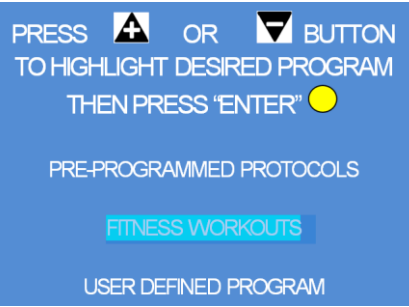 PRESS + OR − BUTTON
TO HIGHLIGHT DESIRED PROGRAM
THEN PRESS “ENTER”
PRE-PROGRAMMED PROTOCOLS
FITNESS WORKOUTS
USER DEFINED PROGRAM